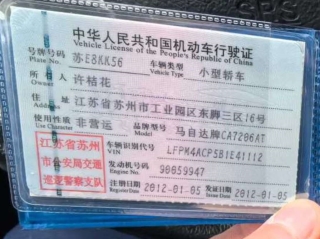 中华人民共和国机动车行驶证
Vehicle License of the People's Republic of China
号牌号码 苏E8KK56 车辆类型 小型轿车
Plate No. Vehicle Type
所有人 许桔花
Owner
住址 江苏省苏州市工业园区东狮三区16号
Address
使用性质 非营运 品牌型号 马自达牌CA7206AT
Use Character Model
江苏省苏州 车辆识别代号 LFPM4ACP5B1E41112
VIN
市公安局交通 发动机号码 90059947
Engine No.
巡逻警察支队 注册日期 2012-01-05 发证日期 2012-01-05
Register Date Issue Date